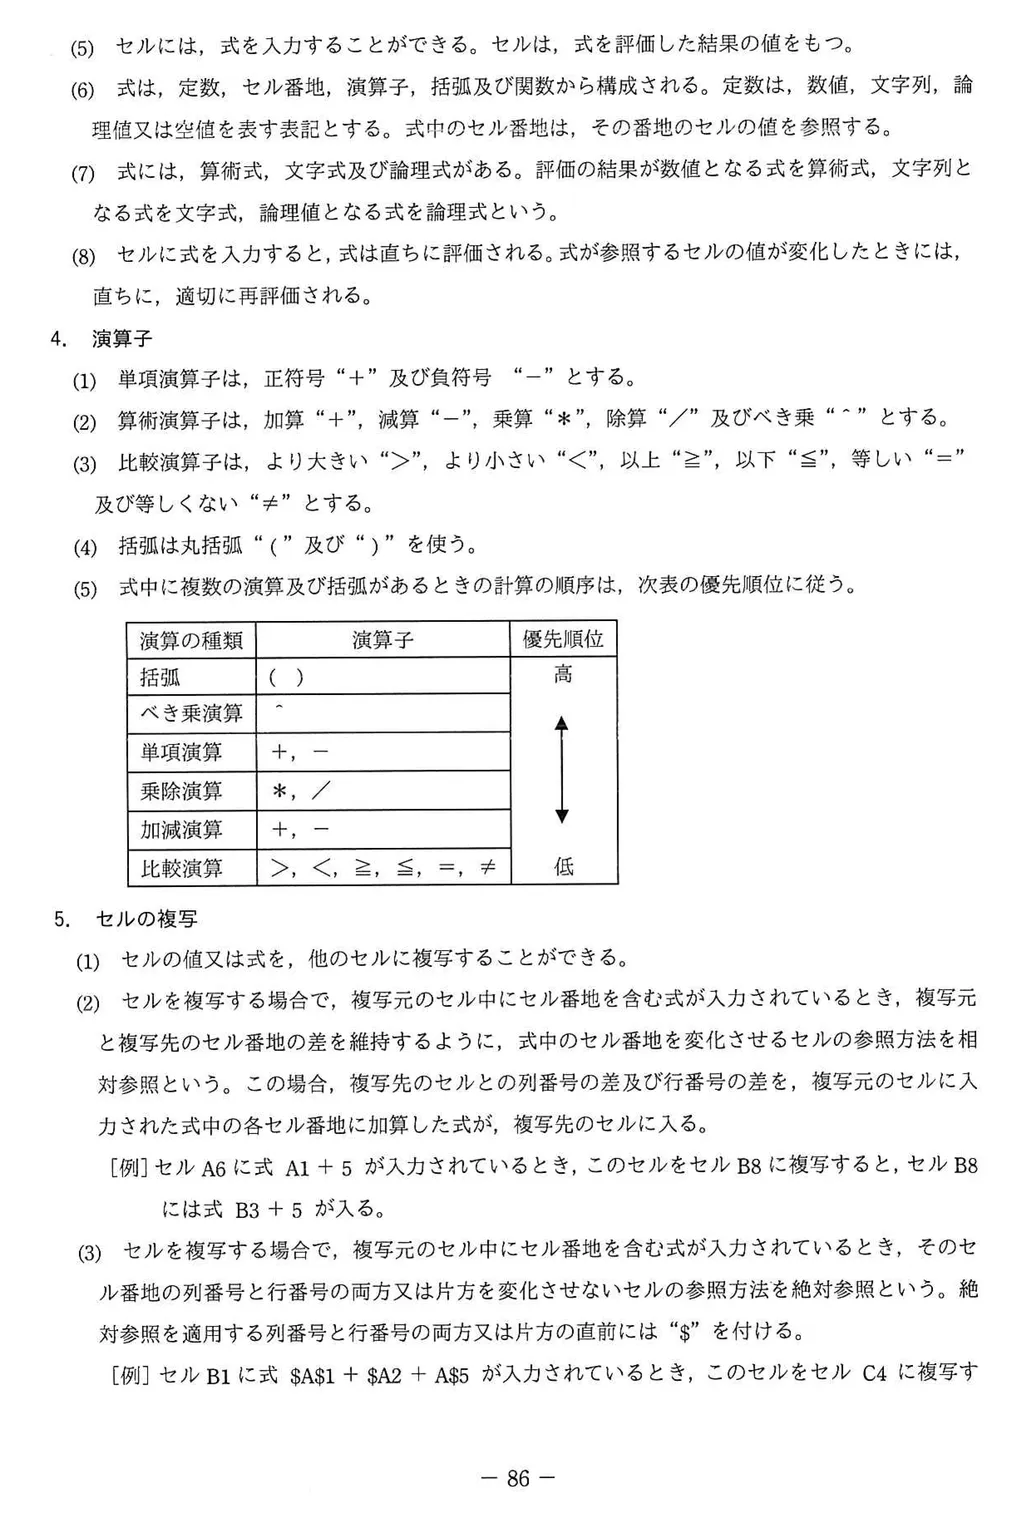 (5) セルには，式を入力することができる。セルは，式を評価した結果の値をもつ。
(6) 式は，定数，セル番地，演算子，括弧及び関数から構成される。定数は，数値，文字列，論
理値又は空値を表す表記とする。式中のセル番地は，その番地のセルの値を参照する。
(7) 式には，算術式，文字式及び論理式がある。評価の結果が数値となる式を算術式，文字列と
なる式を文字式，論理値となる式を論理式という。
(8) セルに式を入力すると，式は直ちに評価される。式が参照するセルの値が変化したときには，
直ちに，適切に再評価される。
4. 演算子
(1) 単項演算子は，正符号 “＋” 及び負符号 “－” とする。
(2) 算術演算子は，加算 “＋”，減算 “－”，乗算 “＊”，除算 “／” 及びべき乗 “＾” とする。
(3) 比較演算子は，より大きい “＞”，より小さい “＜”，以上 “≧”，以下 “≦”，等しい “＝”
及び等しくない “≠” とする。
(4) 括弧は丸括弧 “(” 及び “)” を使う。
(5) 式中に複数の演算及び括弧があるときの計算の順序は，次表の優先順位に従う。
演算の種類 演算子 優先順位
括弧 ( ) 高
べき乗演算 ＾
単項演算 ＋，－
乗除演算 ＊，／
加減演算 ＋，－
比較演算 ＞，＜，≧，≦，＝，≠ 低
5. セルの複写
(1) セルの値又は式を，他のセルに複写することができる。
(2) セルを複写する場合で，複写元のセル中にセル番地を含む式が入力されているとき，複写元
と複写先のセル番地の差を維持するように，式中のセル番地を変化させるセルの参照方法を相
対参照という。この場合，複写先のセルとの列番号の差及び行番号の差を，複写元のセルに入
力された式中の各セル番地に加算した式が，複写先のセルに入る。
[例] セル A6 に式 A1 ＋ 5 が入力されているとき，このセルをセル B8 に複写すると，セル B8
には式 B3 ＋ 5 が入る。
(3) セルを複写する場合で，複写元のセル中にセル番地を含む式が入力されているとき，そのセ
ル番地の列番号と行番号の両方又は片方を変化させないセルの参照方法を絶対参照という。絶
対参照を適用する列番号と行番号の両方又は片方の直前には “$” を付ける。
[例] セル B1 に式 $A$1 ＋ $A2 ＋ A$5 が入力されているとき，このセルをセル C4 に複写す
－ 86 －